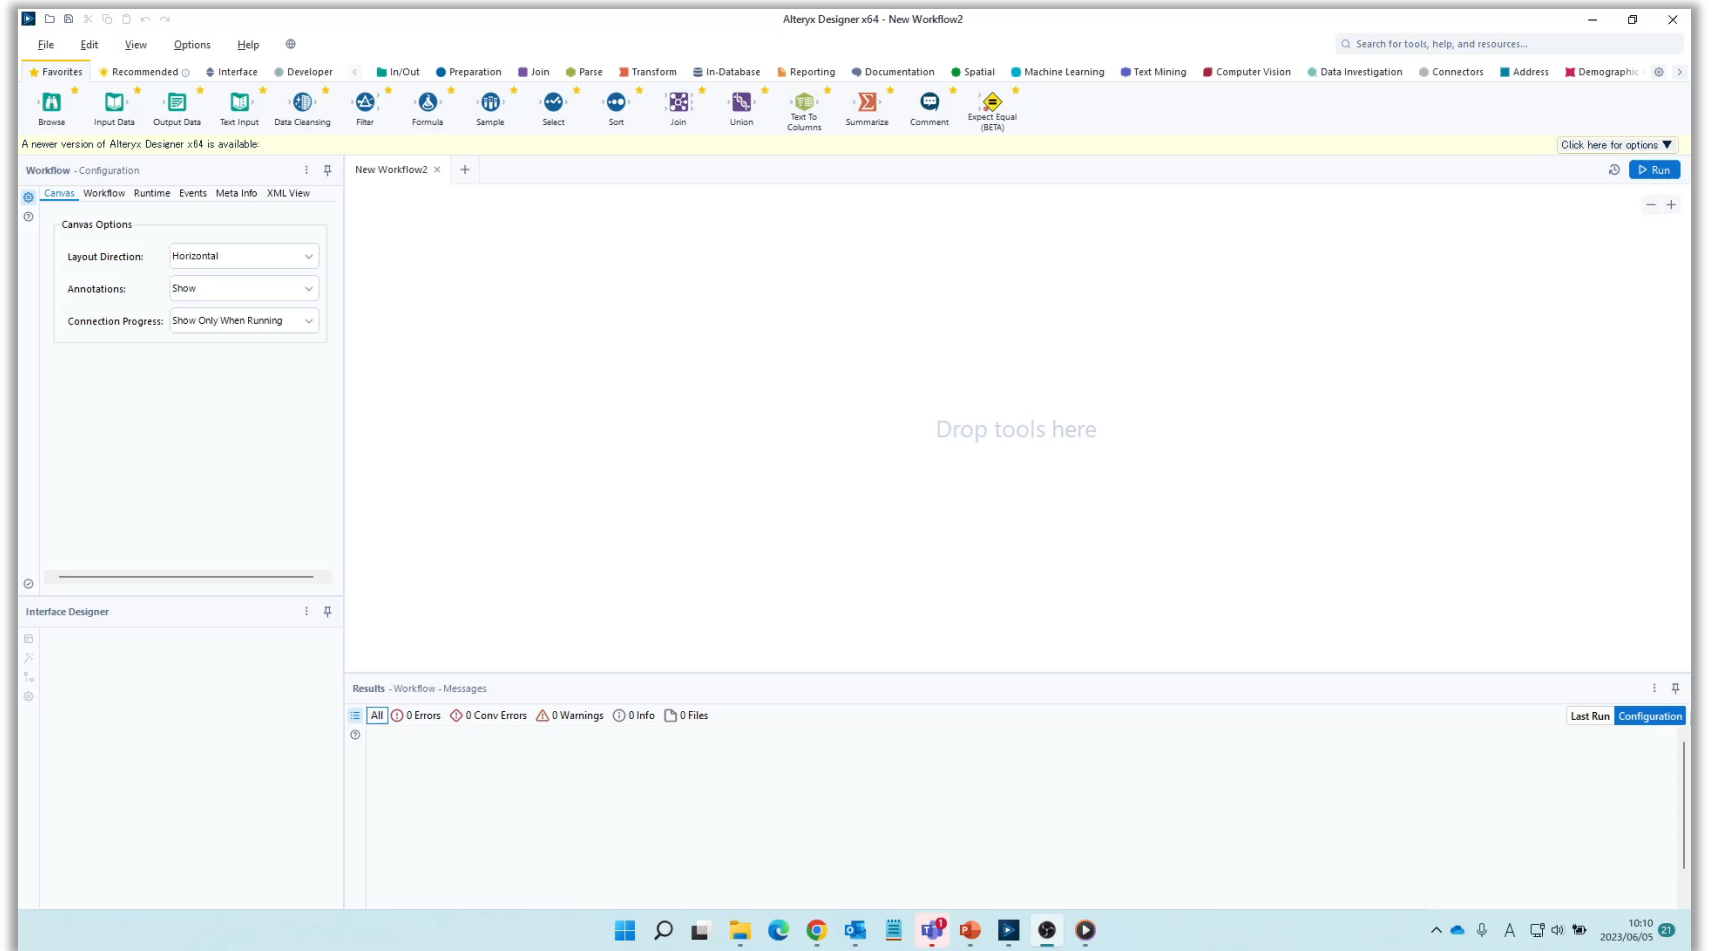 Alteryx Designer x64 - New Workflow2
File Edit View Options Help
Search for tools, help, and resources...
Favorites Recommended Interface Developer In/Out Preparation Join Parse Transform In-Database Reporting Documentation Spatial Machine Learning Text Mining Computer Vision Data Investigation Connectors Address Demographic
Browse Input Data Output Data Text Input Data Cleansing Filter Formula Sample Select Sort Join Union Text To Columns Summarize Comment Expect Equal (BETA)
A newer version of Alteryx Designer x64 is available: Click here for options ▼
Workflow - Configuration
New Workflow2
Run
Canvas Workflow Runtime Events Meta Info XML View
Canvas Options
Layout Direction: Horizontal
Annotations: Show
Connection Progress: Show Only When Running
Drop tools here
Interface Designer
Results - Workflow - Messages
All 0 Errors 0 Conv Errors 0 Warnings 0 Info 0 Files
Last Run Configuration
1
A
10:10
2023/06/05
21